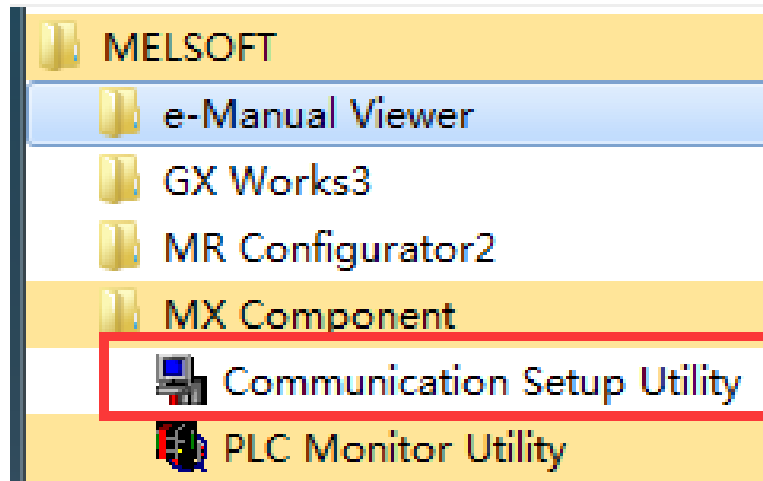 MELSOFT
e-Manual Viewer
GX Works3
MR Configurator2
MX Component
Communication Setup Utility
PLC Monitor Utility